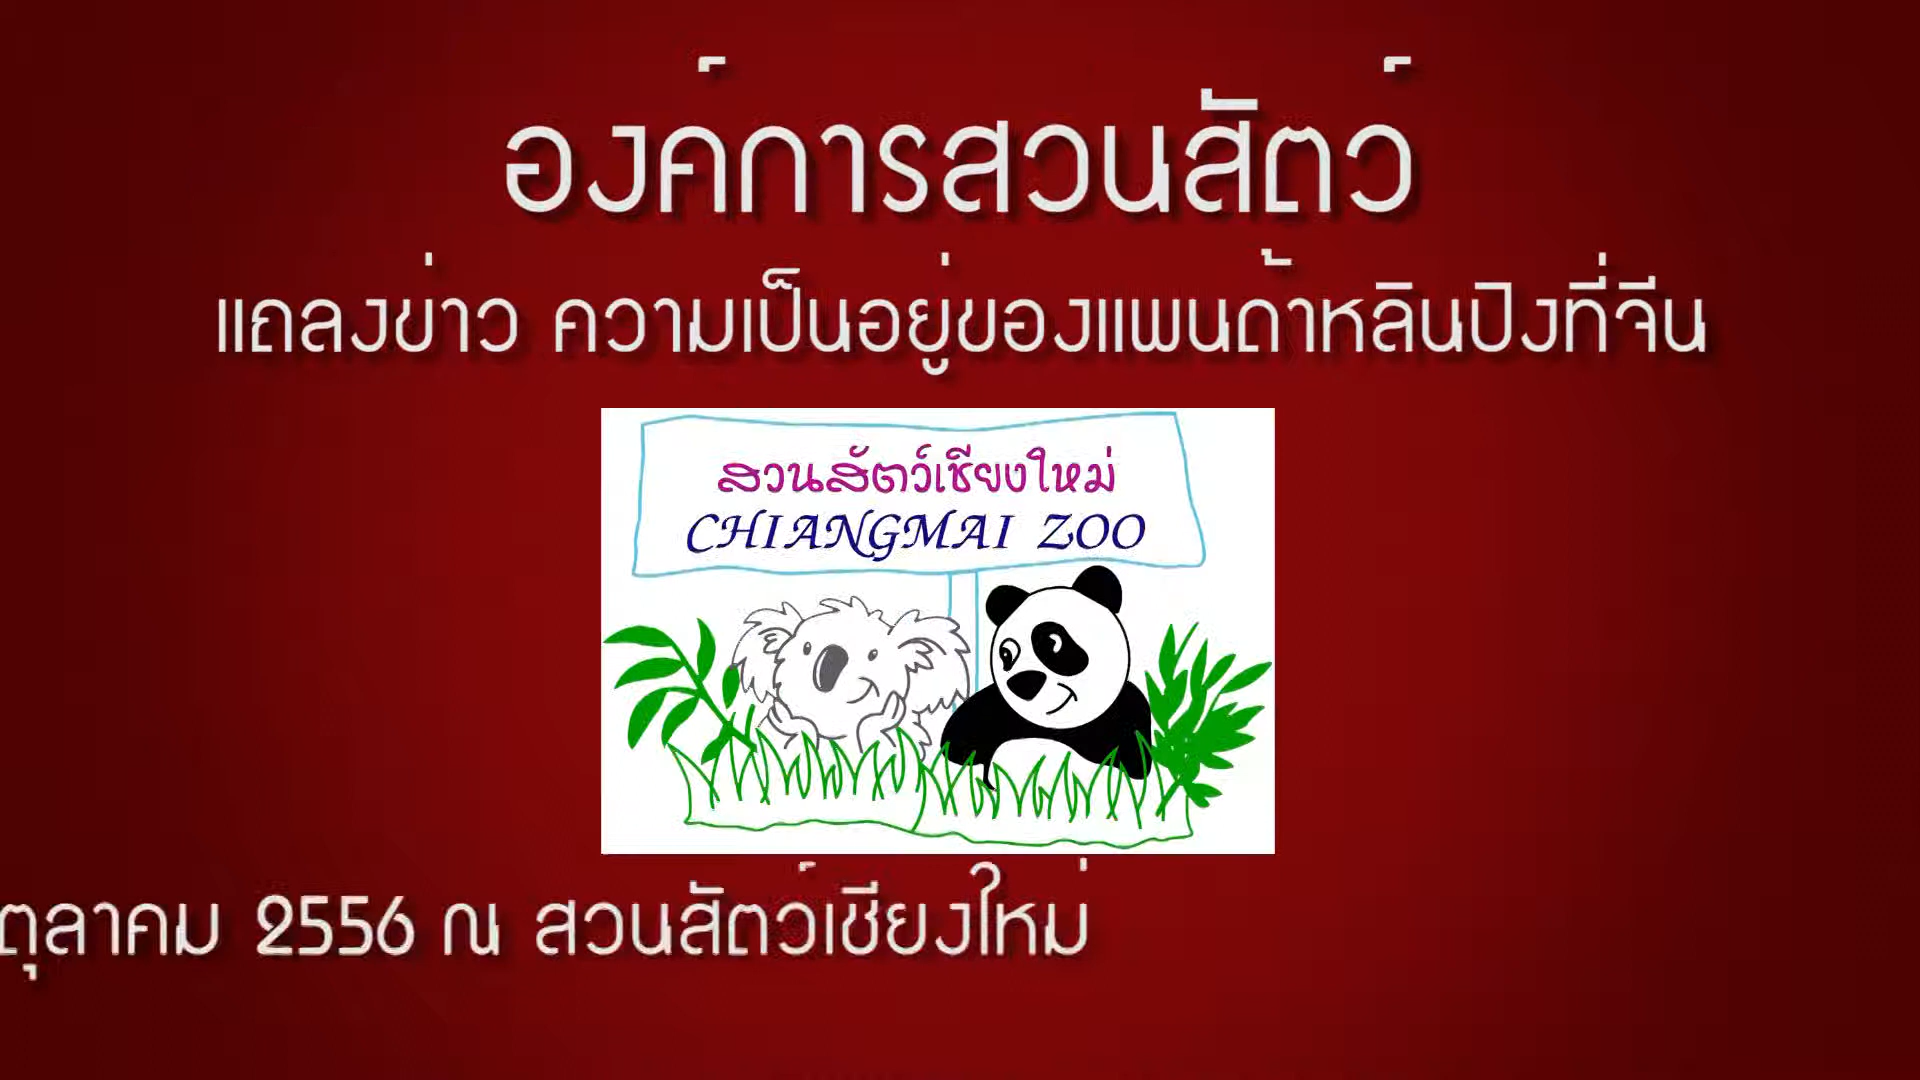 องค์การสวนสัตว์
แถลงข่าว ความเป็นอยู่ของแพนด้าหลินปิงที่จีน
สวนสัตว์เชียงใหม่
CHIANGMAI ZOO
ตุลาคม 2556 ณ สวนสัตว์เชียงใหม่